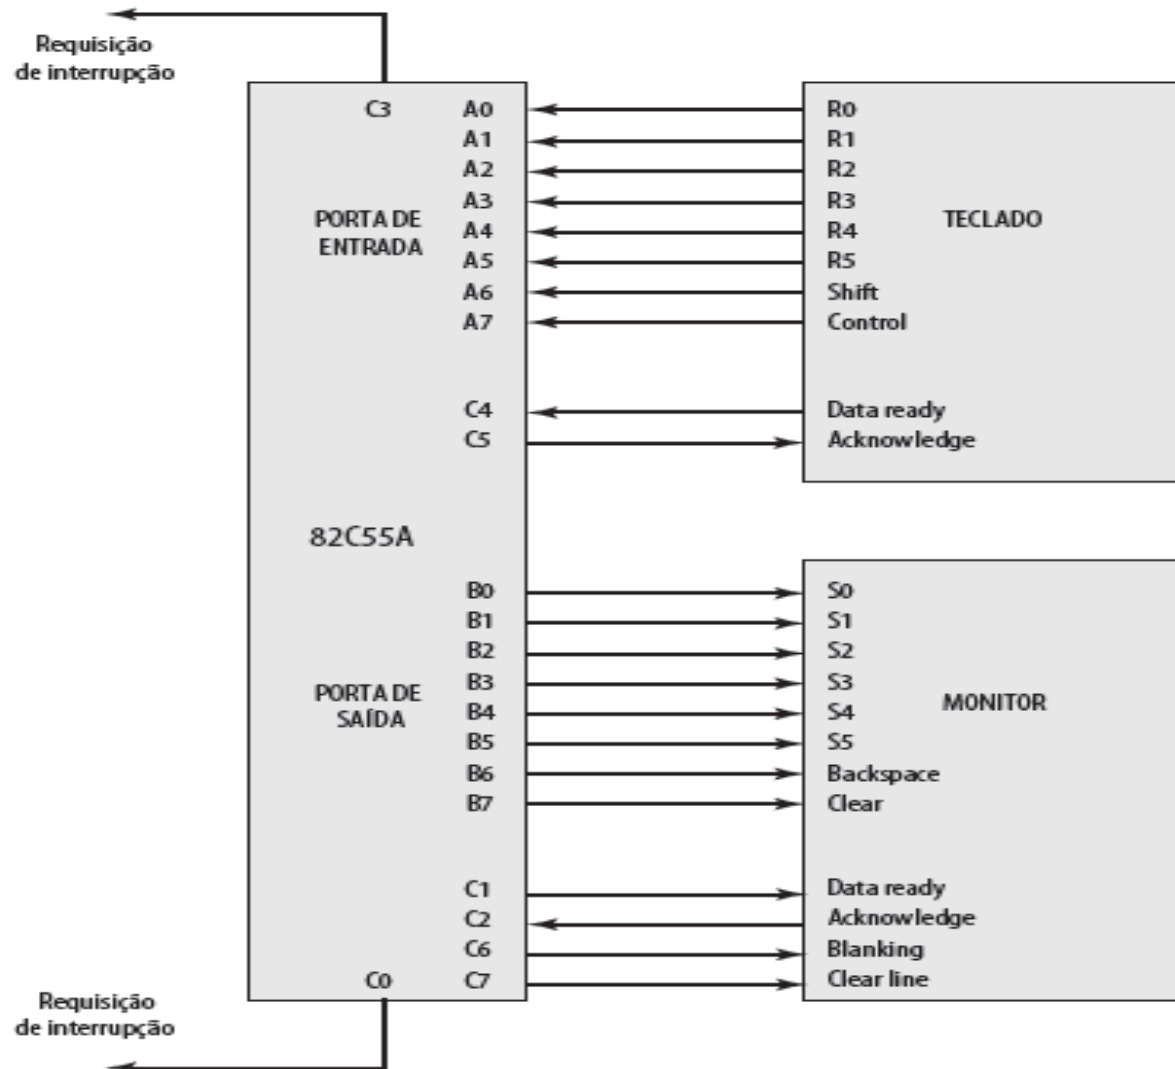 Requisição
de interrupção
C3
A0
R0
A1
R1
A2
R2
A3
R3
PORTA DE
ENTRADA
TECLADO
A4
R4
A5
R5
A6
Shift
A7
Control
C4
Data ready
C5
Acknowledge
82C55A
B0
S0
B1
S1
B2
S2
B3
S3
PORTA DE
SAÍDA
MONITOR
B4
S4
B5
S5
B6
Backspace
B7
Clear
C1
Data ready
C2
Acknowledge
C6
Blanking
C0
C7
Clear line
Requisição
de interrupção